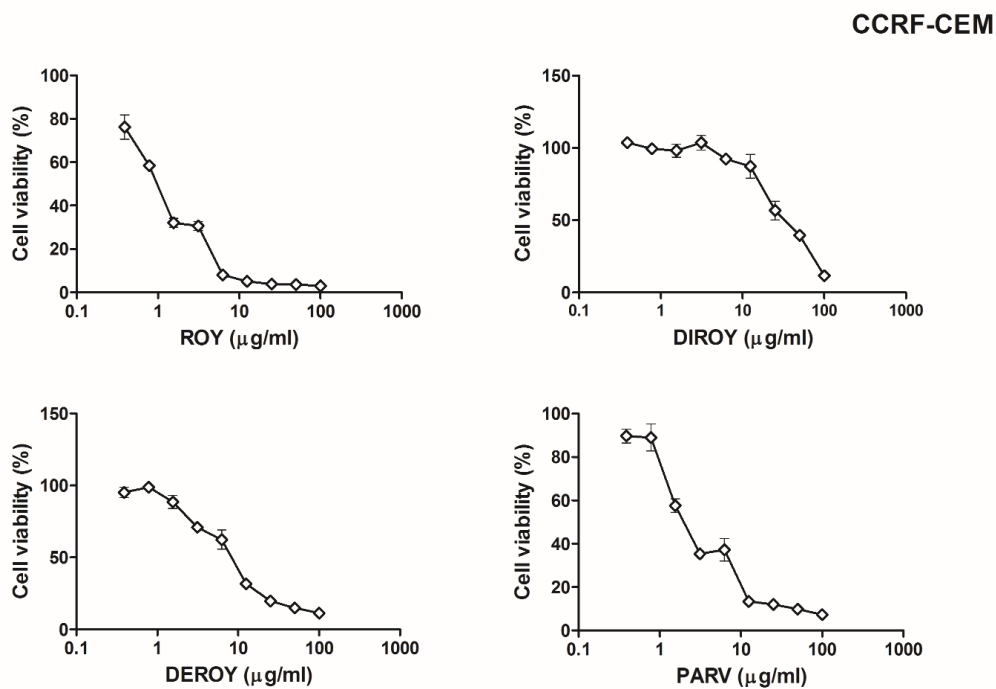 CCRF-CEM
Cell viability (%)
100
80
60
40
20
0
0.1 1 10 100 1000
ROY (μg/ml)
Cell viability (%)
150
100
50
0
0.1 1 10 100 1000
DIROY (μg/ml)
Cell viability (%)
150
100
50
0
0.1 1 10 100 1000
DEROY (μg/ml)
Cell viability (%)
100
80
60
40
20
0
0.1 1 10 100 1000
PARV (μg/ml)